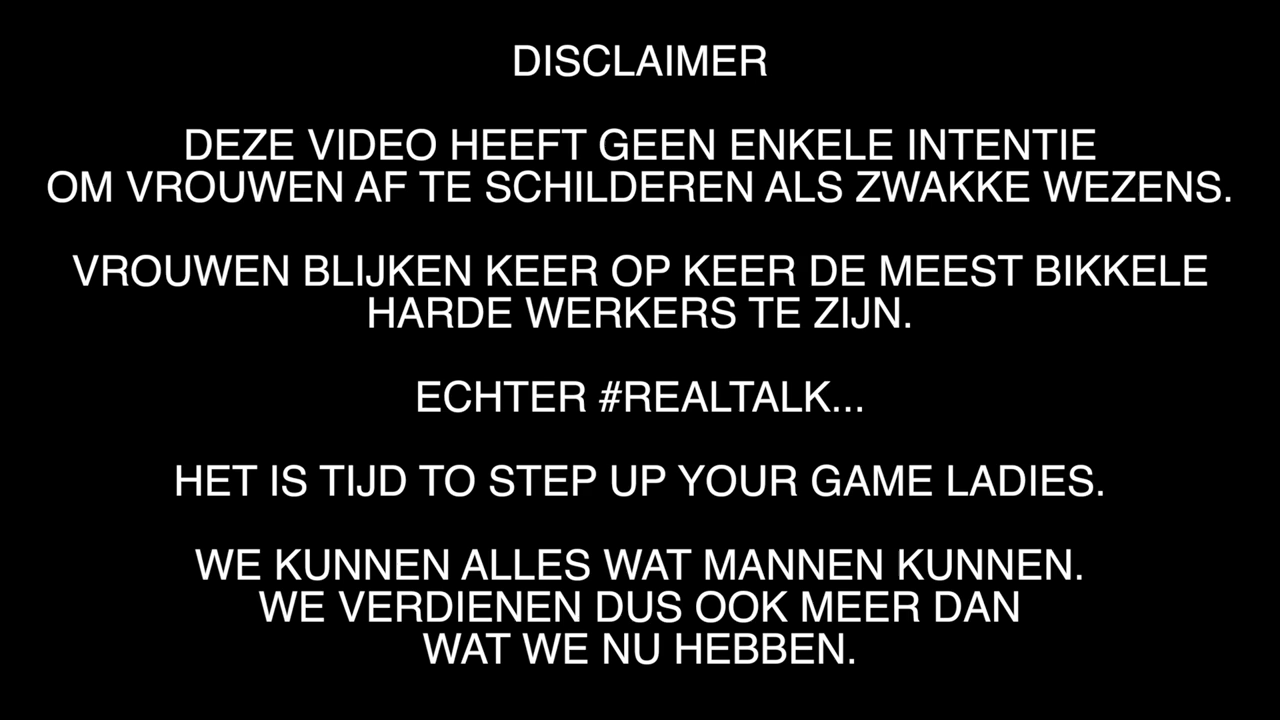 DISCLAIMER
DEZE VIDEO HEEFT GEEN ENKELE INTENTIE
OM VROUWEN AF TE SCHILDEREN ALS ZWAKKE WEZENS.
VROUWEN BLIJKEN KEER OP KEER DE MEEST BIKKELE
HARDE WERKERS TE ZIJN.
ECHTER #REALTALK...
HET IS TIJD TO STEP UP YOUR GAME LADIES.
WE KUNNEN ALLES WAT MANNEN KUNNEN.
WE VERDIENEN DUS OOK MEER DAN
WAT WE NU HEBBEN.